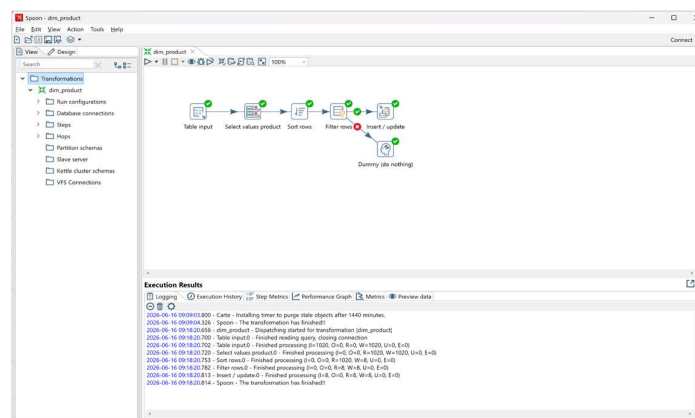 Spoon - dim_product
File Edit View Action Tools Help
Connect
View Design
dim_product
Search
100%
Transformations
dim_product
Run configurations
Database connections
Steps
Hops
Partition schemas
Slave server
Kettle cluster schemas
VFS Connections
Table input Select values product Sort rows Filter rows Insert / update
Dummy (do nothing)
Execution Results
Logging Execution History Step Metrics Performance Graph Metrics Preview data
2026-06-16 09:09:03.800 - Carte - Installing timer to purge stale objects after 1440 minutes.
2026-06-16 09:09:04.326 - Spoon - The transformation has finished!!
2026-06-16 09:18:20.656 - dim_product - Dispatching started for transformation [dim_product]
2026-06-16 09:18:20.700 - Table input.0 - Finished reading query, closing connection
2026-06-16 09:18:20.702 - Table input.0 - Finished processing (I=1020, O=0, R=0, W=1020, U=0, E=0)
2026-06-16 09:18:20.720 - Select values product.0 - Finished processing (I=0, O=0, R=1020, W=1020, U=0, E=0)
2026-06-16 09:18:20.753 - Sort rows.0 - Finished processing (I=0, O=0, R=1020, W=8, U=0, E=0)
2026-06-16 09:18:20.782 - Filter rows.0 - Finished processing (I=0, O=0, R=8, W=8, U=0, E=0)
2026-06-16 09:18:20.813 - Insert / update.0 - Finished processing (I=8, O=8, R=8, W=8, U=0, E=0)
2026-06-16 09:18:20.814 - Spoon - The transformation has finished!!